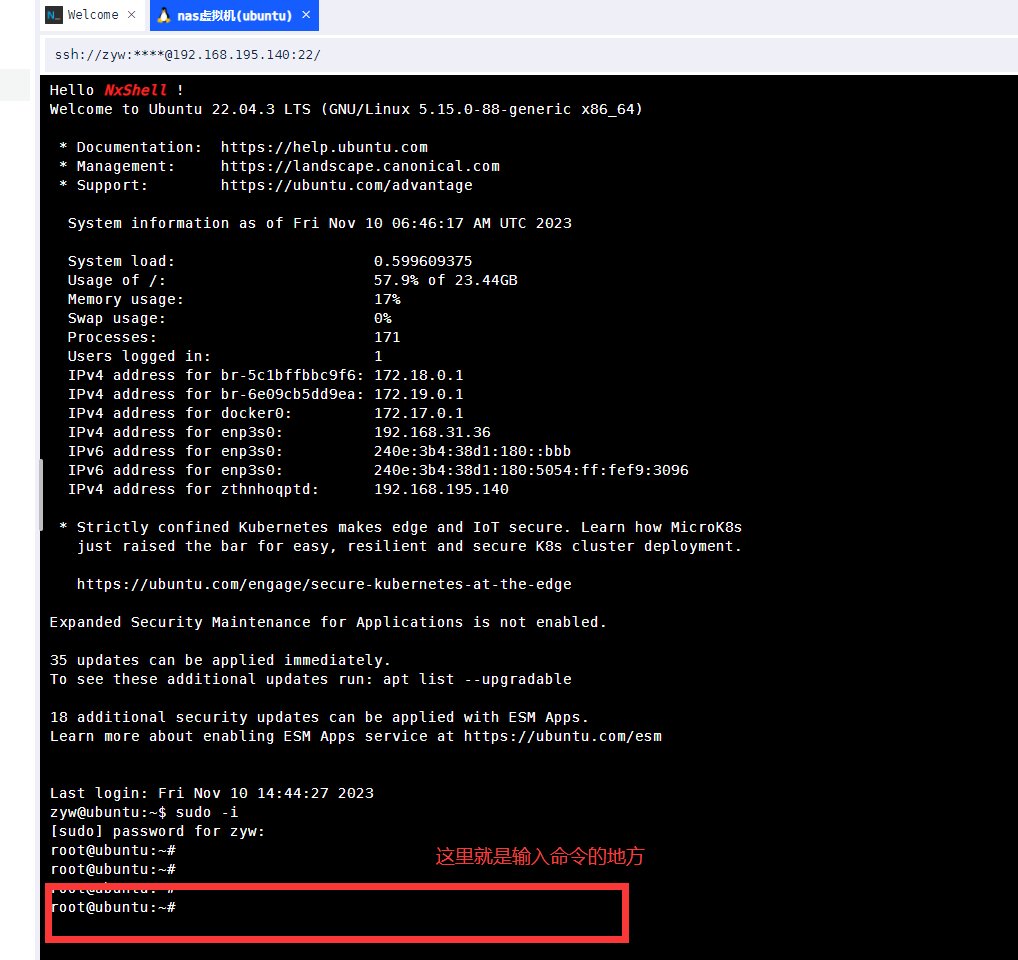 Welcome ×
nas虚拟机(ubuntu) ×
ssh://zyw:****@192.168.195.140:22/
Hello NxShell !
Welcome to Ubuntu 22.04.3 LTS (GNU/Linux 5.15.0-88-generic x86_64)
* Documentation:  https://help.ubuntu.com
* Management:     https://landscape.canonical.com
* Support:        https://ubuntu.com/advantage
System information as of Fri Nov 10 06:46:17 AM UTC 2023
System load:                      0.599609375
Usage of /:                       57.9% of 23.44GB
Memory usage:                     17%
Swap usage:                       0%
Processes:                        171
Users logged in:                  1
IPv4 address for br-5c1bffbbc9f6: 172.18.0.1
IPv4 address for br-6e09cb5dd9ea: 172.19.0.1
IPv4 address for docker0:         172.17.0.1
IPv4 address for enp3s0:          192.168.31.36
IPv6 address for enp3s0:          240e:3b4:38d1:180::bbb
IPv6 address for enp3s0:          240e:3b4:38d1:180:5054:ff:fef9:3096
IPv4 address for zthnhoqptd:      192.168.195.140
* Strictly confined Kubernetes makes edge and IoT secure. Learn how MicroK8s
just raised the bar for easy, resilient and secure K8s cluster deployment.
https://ubuntu.com/engage/secure-kubernetes-at-the-edge
Expanded Security Maintenance for Applications is not enabled.
35 updates can be applied immediately.
To see these additional updates run: apt list --upgradable
18 additional security updates can be applied with ESM Apps.
Learn more about enabling ESM Apps service at https://ubuntu.com/esm
Last login: Fri Nov 10 14:44:27 2023
zyw@ubuntu:~$ sudo -i
[sudo] password for zyw:
root@ubuntu:~#
这里就是输入命令的地方
root@ubuntu:~#
root@ubuntu:~#
root@ubuntu:~#